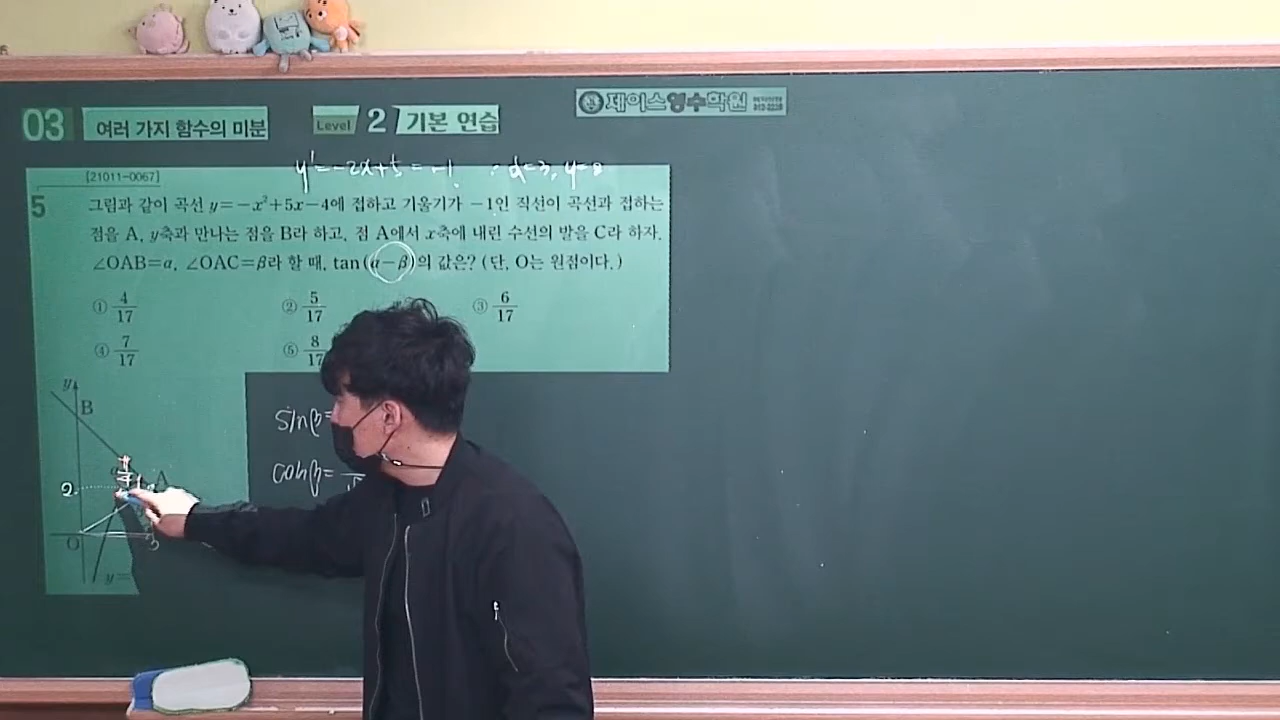 03 여러 가지 함수의 미분 Level 2 기본 연습
제이스영수학원
y'=-2x+5=-1.
[21011-0067]
5 그림과 같이 곡선 y=-x²+5x-4에 접하고 기울기가 -1인 직선이 곡선과 접하는
점을 A, y축과 만나는 점을 B라 하고, 점 A에서 x축에 내린 수선의 발을 C라 하자.
∠OAB=α, ∠OAC=β라 할 때, tan(α-β)의 값은? (단, O는 원점이다.)
① 4/17 ② 5/17 ③ 6/17
④ 7/17 ⑤ 8/17
y
B
A
2
O
y=
sinβ=
cosβ=